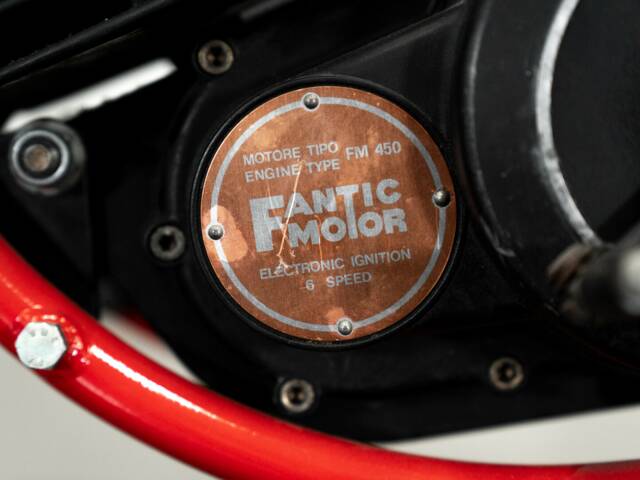 MOTORE TIPO
ENGINE TYPE FM 450
FANTIC
MOTOR
ELECTRONIC IGNITION
6 SPEED